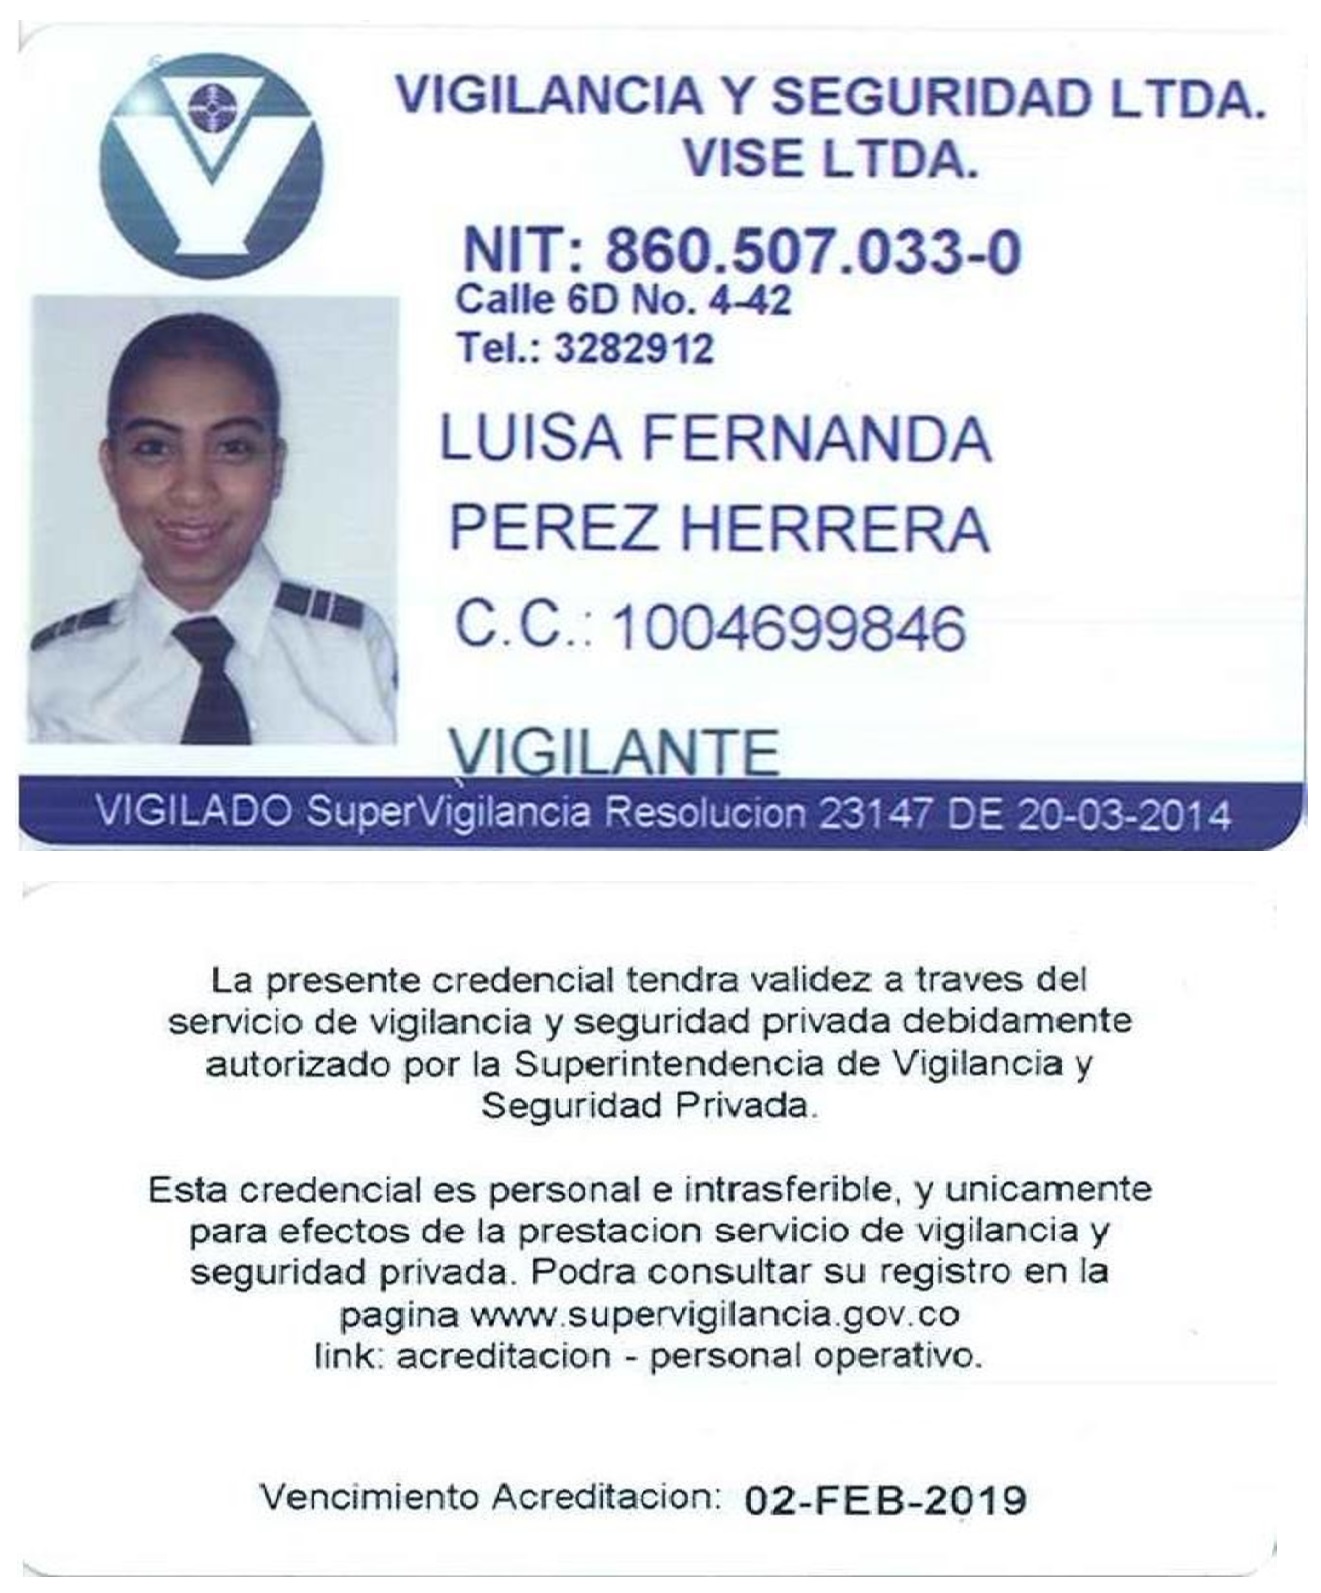 VIGILANCIA Y SEGURIDAD LTDA.
VISE LTDA.
NIT: 860.507.033-0
Calle 6D No. 4-42
Tel.: 3282912
LUISA FERNANDA
PEREZ HERRERA
C.C.: 1004699846
VIGILANTE
VIGILADO SuperVigilancia Resolucion 23147 DE 20-03-2014
La presente credencial tendra validez a traves del
servicio de vigilancia y seguridad privada debidamente
autorizado por la Superintendencia de Vigilancia y
Seguridad Privada.
Esta credencial es personal e intrasferible, y unicamente
para efectos de la prestacion servicio de vigilancia y
seguridad privada. Podra consultar su registro en la
pagina www.supervigilancia.gov.co
link: acreditacion - personal operativo.
Vencimiento Acreditacion: 02-FEB-2019